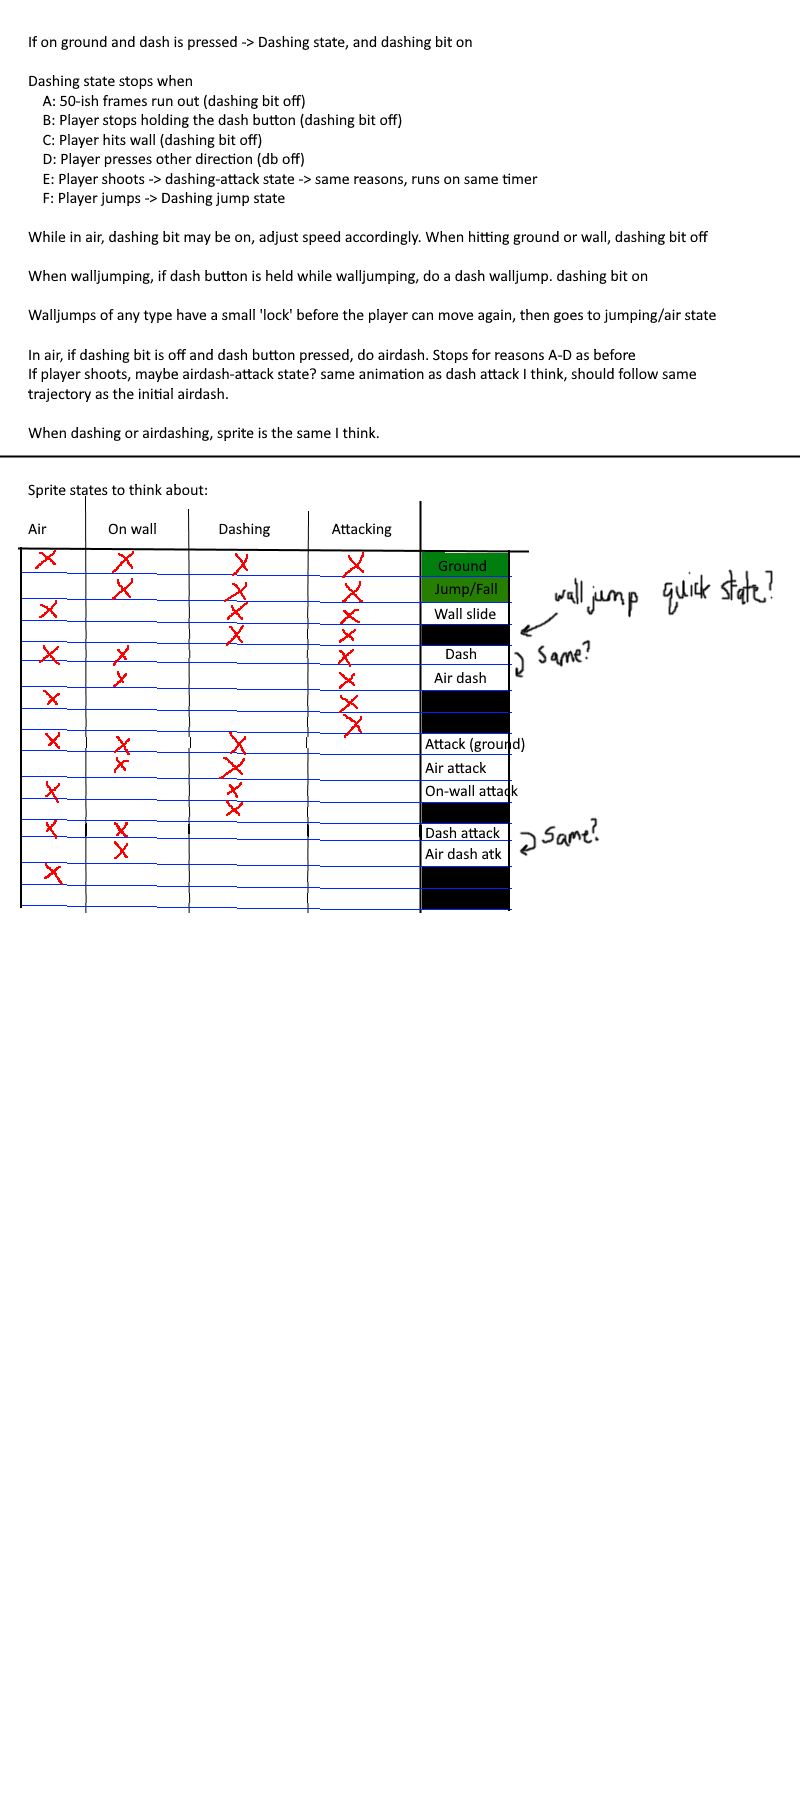 If on ground and dash is pressed -> Dashing state, and dashing bit on
Dashing state stops when
A: 50-ish frames run out (dashing bit off)
B: Player stops holding the dash button (dashing bit off)
C: Player hits wall (dashing bit off)
D: Player presses other direction (db off)
E: Player shoots -> dashing-attack state -> same reasons, runs on same timer
F: Player jumps -> Dashing jump state
While in air, dashing bit may be on, adjust speed accordingly. When hitting ground or wall, dashing bit off
When walljumping, if dash button is held while walljumping, do a dash walljump. dashing bit on
Walljumps of any type have a small 'lock' before the player can move again, then goes to jumping/air state
In air, if dashing bit is off and dash button pressed, do airdash. Stops for reasons A-D as before
If player shoots, maybe airdash-attack state? same animation as dash attack I think, should follow same
trajectory as the initial airdash.
When dashing or airdashing, sprite is the same I think.
Sprite states to think about:
Air On wall Dashing Attacking
X X X X Ground
X X X Jump/Fall
X X X Wall slide
X X
wall jump quick state?
X X X Dash
Same?
X X Air dash
X X
X
X X X Attack (ground)
X X Air attack
X X On-wall attack
X
X X Dash attack
Same?
X Air dash atk
X